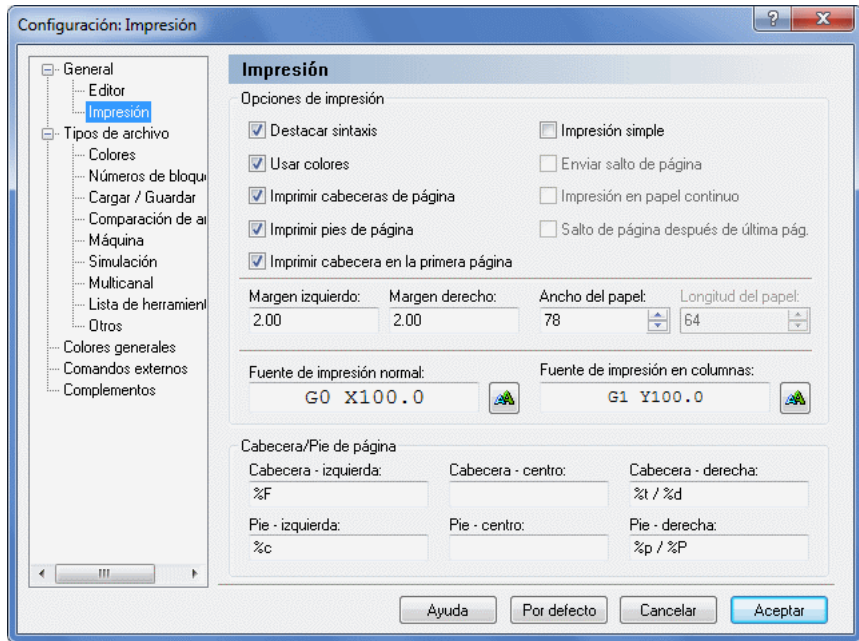 Configuración: Impresión
General
Editor
Impresión
Tipos de archivo
Colores
Números de bloqu
Cargar / Guardar
Comparación de ar
Máquina
Simulación
Multicanal
Lista de herramient
Otros
Colores generales
Comandos externos
Complementos
Impresión
Opciones de impresión
Destacar sintaxis
Impresión simple
Usar colores
Enviar salto de página
Imprimir cabeceras de página
Impresión en papel continuo
Imprimir pies de página
Salto de página después de última pág.
Imprimir cabecera en la primera página
Margen izquierdo: Margen derecho: Ancho del papel: Longitud del papel:
2.00 2.00 78 64
Fuente de impresión normal: Fuente de impresión en columnas:
G0 X100.0 G1 Y100.0
Cabecera/Pie de página
Cabecera - izquierda: Cabecera - centro: Cabecera - derecha:
%F %t / %d
Pie - izquierda: Pie - centro: Pie - derecha:
%c %p / %P
Ayuda Por defecto Cancelar Aceptar